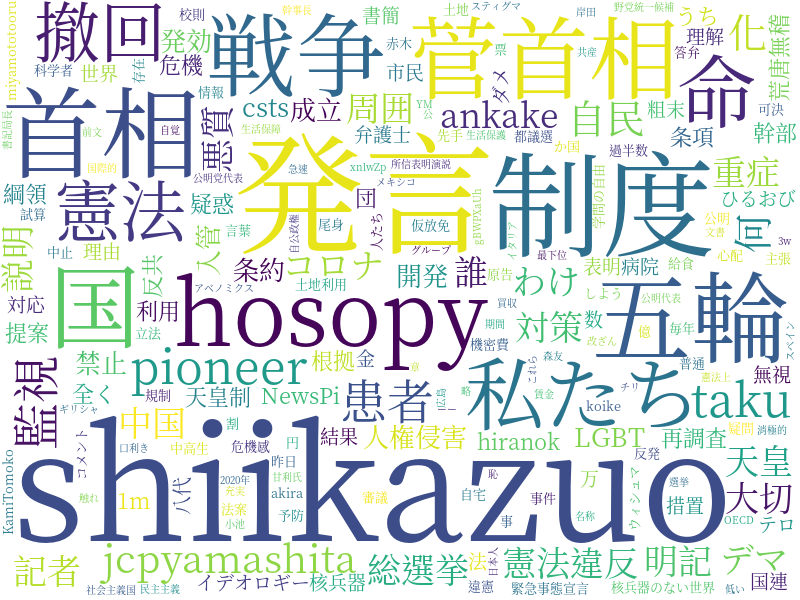 撤回
戦争
菅首相
命
化
うち
書簡
土地
スティグマ
岸田
野党統一候補
校則
幹事長
発効
赤木
理解
荒唐無稽
miyamototooru
科学者
世界
存在
危機
市民
ダメ
答弁
環
共産
首相
悪質
情報
csts
成立
周囲
ankake
自民
粗末
可決
書記局長
前文
自覚
生活保障
YM
公
弁護士
先手
生活保護
都議選
条項
幹部
憲法
発言
制度
国際的
公明党代表
急速
所信表明演説
xnlwZp
か国
過半数
重症
綱領
疑惑
メキシコ
gBWPXaUh
学問の自由
ひるおび
試算
団
人たち
仮放免
公明
文書
何
説明
国
反共
入管
言葉
自公政権
尾身
グループ
イタリア
最下位
心配
3w
中止
理由
条約
コロナ
開発
誰
わけ
表明
病院
給食
主張
hosopy
五輪
対応
利用
アベノミクス
土地利用
原告
しよう
公明代表
立法
買収
提案
期間
対策
数
億
毎年
スペイン
監視
禁止
pioneer
根拠
金
機密費
改ざん
無視
全く
患者
森友
普通
憲法上
天皇制
NewsPi
章
これら
私たち
taku
略
チリ
ギリシャ
規制
中国
広島
賃金
koike
割
人権侵害
hiranok
LGBT
再調査
疑問
消極的
shiikazuo
口利き
危機感
結果
反発
コメント
中高生
円
昨日
天皇
KamiTomoko
2020年
甘利氏
恥
万
ウィシュマ
1m
八代
充実
akira
審議
自宅
事件
選挙
措置
大切
触れ
法案
小池
予防
事
名称
OECD
テロ
記者
jcpyamashita
総選挙
法
日本人
憲法違反
明記
デマ
社会主義国
民主主義
イデオロギー
核兵器
違憲
緊急事態宣言
核兵器のない世界
低い
国連